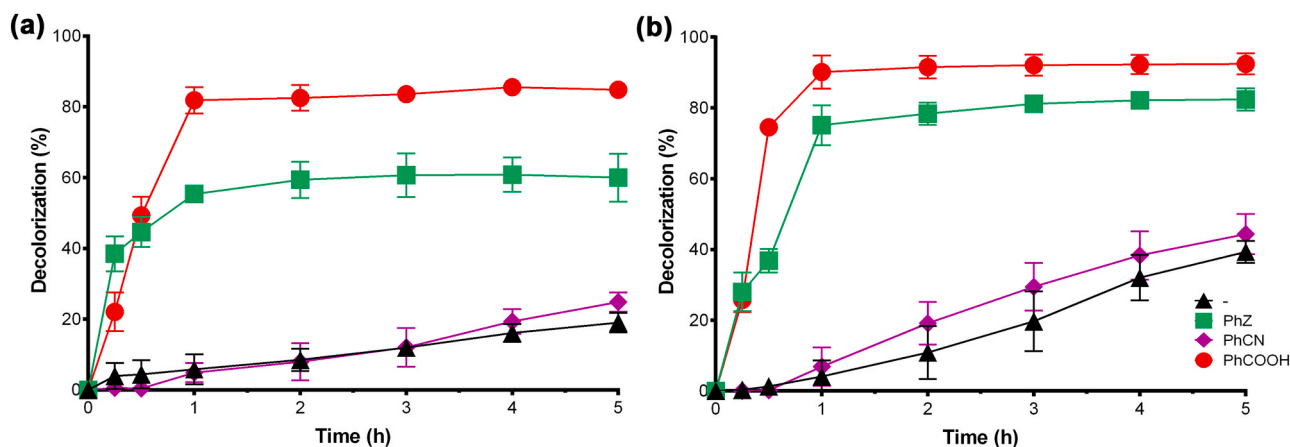 (a)
100
80
60
40
20
0
Decolorization (%)
0 1 2 3 4 5
Time (h)
(b)
100
80
60
40
20
0
Decolorization (%)
0 1 2 3 4 5
Time (h)
-
PhZ
PhCN
PhCOOH